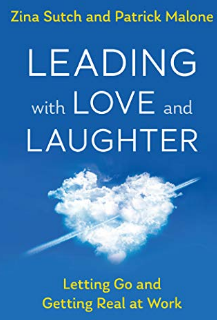 Zina Sutch and Patrick Malone
LEADING
with LOVE and
LAUGHTER
Letting Go and
Getting Real at Work